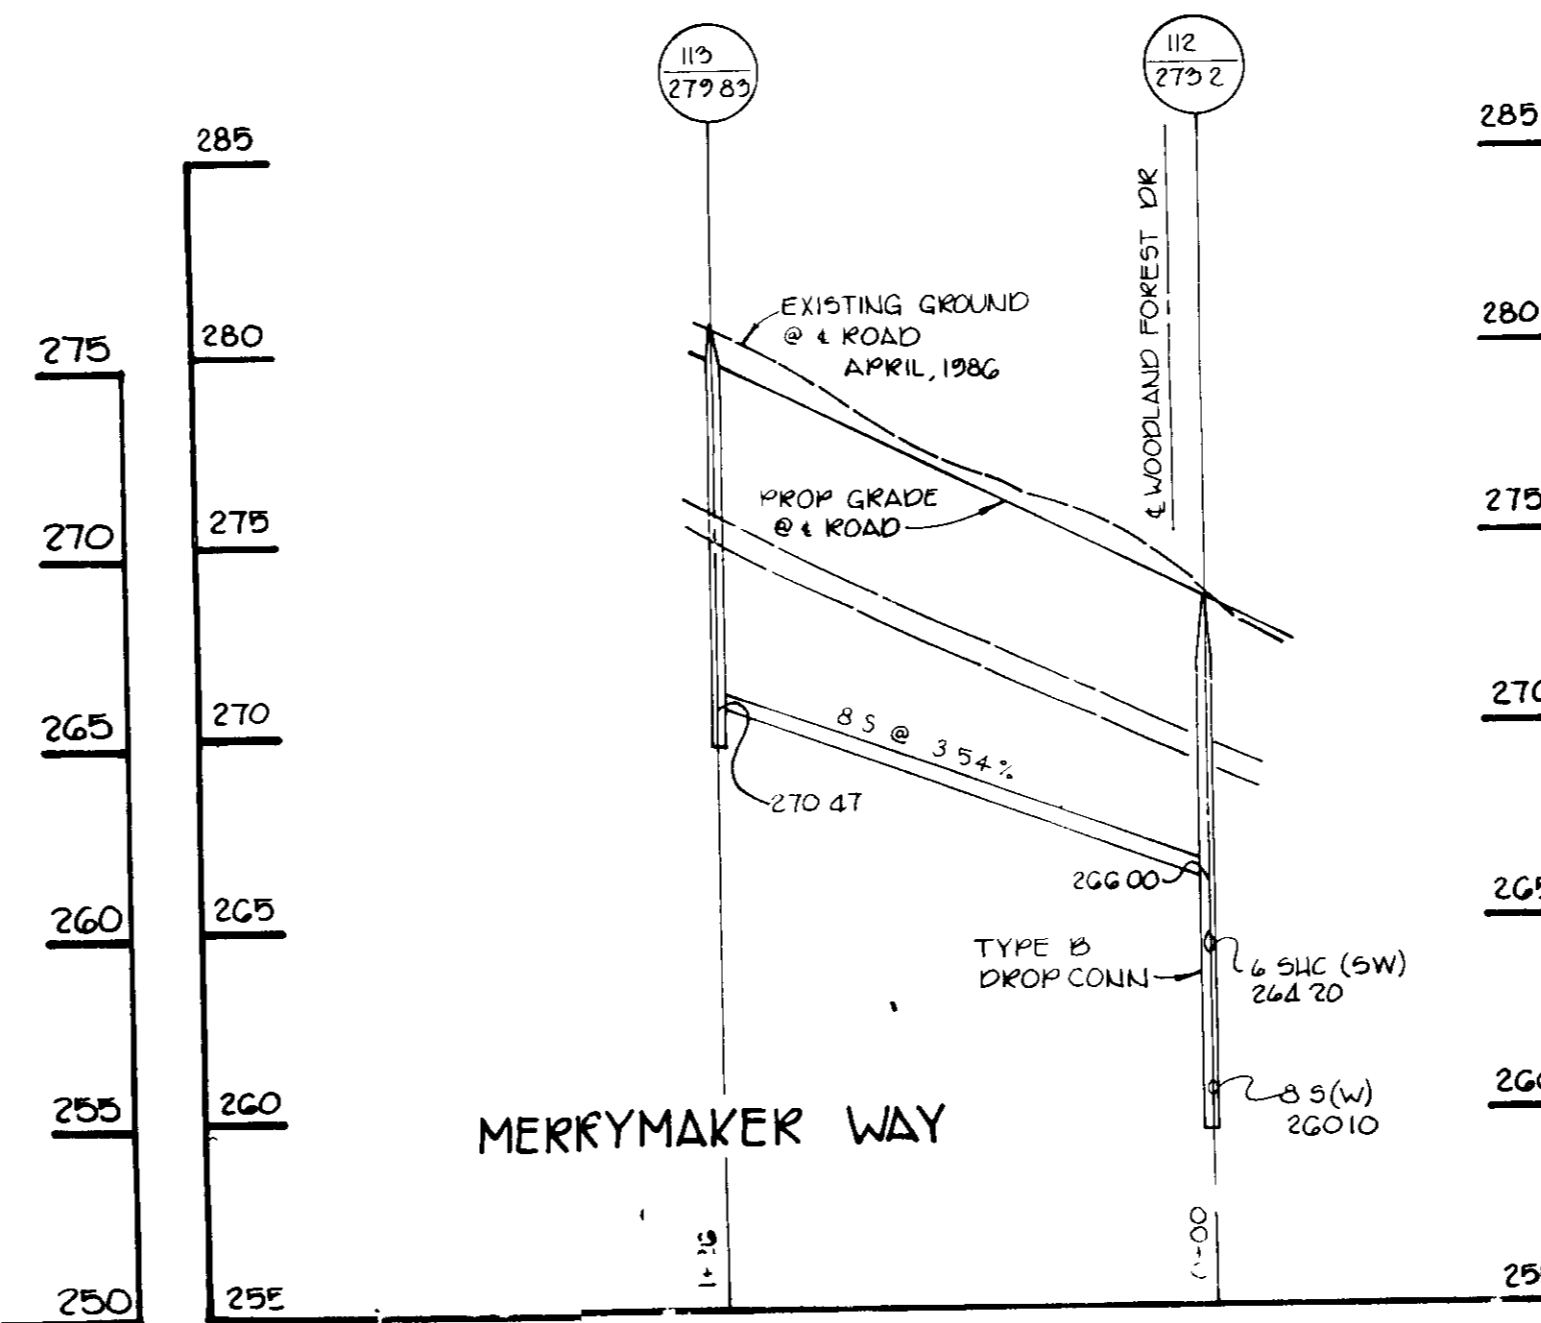 113
279 83
112
273 2
285
280
275
270
265
260
255
275
270
265
260
255
250
285
280
275
270
265
260
℄ WOODLAND FOREST DR
EXISTING GROUND
@ ℄ ROAD
APRIL, 1986
PROP GRADE
@ ℄ ROAD
8 S @ 3 54%
270 47
266 00
TYPE B
DROP CONN
6 SHC (SW)
264 20
8 S(W)
260 10
MERRYMAKER WAY